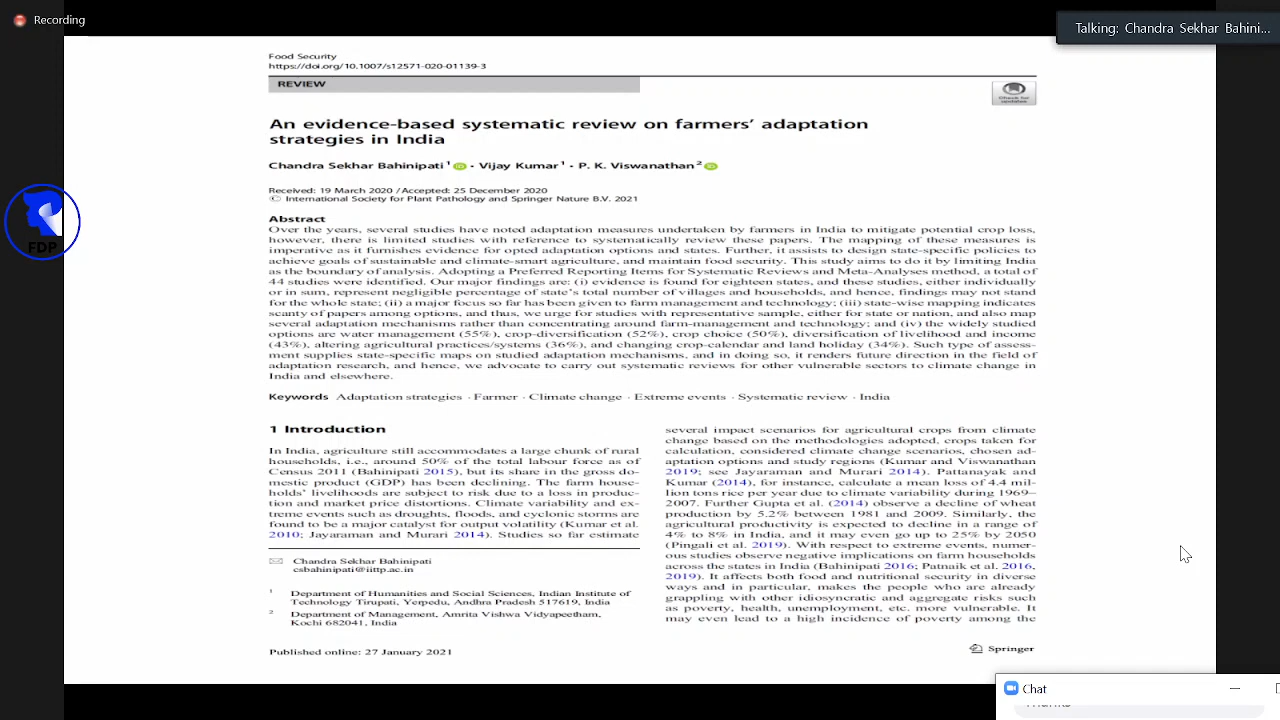 Recording
Talking: Chandra Sekhar Bahini...
Food Security
https://doi.org/10.1007/s12571-020-01139-3
REVIEW
Check for
updates
An evidence-based systematic review on farmers' adaptation
strategies in India
Chandra Sekhar Bahinipati 1 · Vijay Kumar 1 · P. K. Viswanathan 2
Received: 19 March 2020 / Accepted: 25 December 2020
© International Society for Plant Pathology and Springer Nature B.V. 2021
Abstract
Over the years, several studies have noted adaptation measures undertaken by farmers in India to mitigate potential crop loss,
however, there is limited studies with reference to systematically review these papers. The mapping of these measures is
imperative as it furnishes evidence for opted adaptation options and states. Further, it assists to design state-specific policies to
achieve goals of sustainable and climate-smart agriculture, and maintain food security. This study aims to do it by limiting India
as the boundary of analysis. Adopting a Preferred Reporting Items for Systematic Reviews and Meta-Analyses method, a total of
44 studies were identified. Our major findings are: (i) evidence is found for eighteen states, and these studies, either individually
or in sum, represent negligible percentage of state's total number of villages and households, and hence, findings may not stand
for the whole state; (ii) a major focus so far has been given to farm management and technology; (iii) state-wise mapping indicates
scanty of papers among options, and thus, we urge for studies with representative sample, either for state or nation, and also map
several adaptation mechanisms rather than concentrating around farm-management and technology; and (iv) the widely studied
options are water management (55%), crop-diversification (52%), crop choice (50%), diversification of livelihood and income
(43%), altering agricultural practices/systems (36%), and changing crop-calendar and land holiday (34%). Such type of assess-
ment supplies state-specific maps on studied adaptation mechanisms, and in doing so, it renders future direction in the field of
adaptation research, and hence, we advocate to carry out systematic reviews for other vulnerable sectors to climate change in
India and elsewhere.
Keywords Adaptation strategies · Farmer · Climate change · Extreme events · Systematic review · India
1 Introduction
In India, agriculture still accommodates a large chunk of rural
households, i.e., around 50% of the total labour force as of
Census 2011 (Bahinipati 2015), but its share in the gross do-
mestic product (GDP) has been declining. The farm house-
holds' livelihoods are subject to risk due to a loss in produc-
tion and market price distortions. Climate variability and ex-
treme events such as droughts, floods, and cyclonic storms are
found to be a major catalyst for output volatility (Kumar et al.
2010; Jayaraman and Murari 2014). Studies so far estimate
Chandra Sekhar Bahinipati
csbahinipati@iittp.ac.in
1 Department of Humanities and Social Sciences, Indian Institute of
Technology Tirupati, Yerpedu, Andhra Pradesh 517619, India
2 Department of Management, Amrita Vishwa Vidyapeetham,
Kochi 682041, India
several impact scenarios for agricultural crops from climate
change based on the methodologies adopted, crops taken for
calculation, considered climate change scenarios, chosen ad-
aptation options and study regions (Kumar and Viswanathan
2019; see Jayaraman and Murari 2014). Pattanayak and
Kumar (2014), for instance, calculate a mean loss of 4.4 mil-
lion tons rice per year due to climate variability during 1969–
2007. Further Gupta et al. (2014) observe a decline of wheat
production by 5.2% between 1981 and 2009. Similarly, the
agricultural productivity is expected to decline in a range of
4% to 8% in India, and it may even go up to 25% by 2050
(Pingali et al. 2019). With respect to extreme events, numer-
ous studies observe negative implications on farm households
across the states in India (Bahinipati 2016; Patnaik et al. 2016,
2019). It affects both food and nutritional security in diverse
ways and in particular, makes the people who are already
grappling with other idiosyncratic and aggregate risks such
as poverty, health, unemployment, etc. more vulnerable. It
may even lead to a high incidence of poverty among the
Published online: 27 January 2021
Springer
FDP
Chat